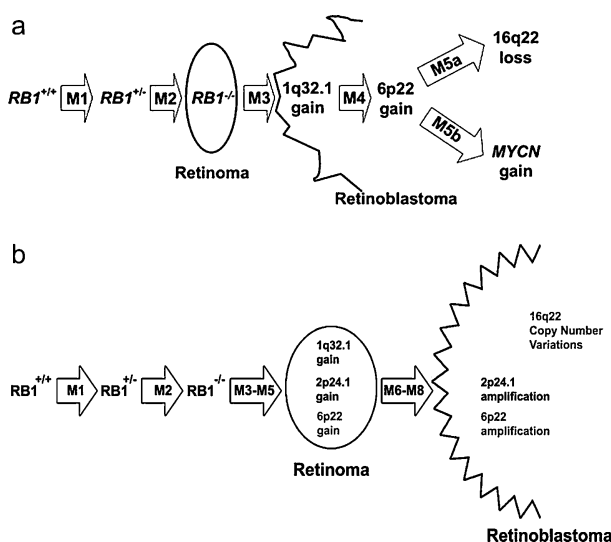 a
RB1+/+ M1 RB1+/- M2 RB1-/- M3 1q32.1 gain M4 6p22 gain
M5a
16q22
loss
M5b
MYCN
gain
Retinoma
Retinoblastoma
b
RB1+/+ M1 RB1+/- M2 RB1-/- M3-M5
1q32.1
gain
2p24.1
gain
6p22
gain
Retinoma
M6-M8
16q22
Copy Number
Variations
2p24.1
amplification
6p22
amplification
Retinoblastoma